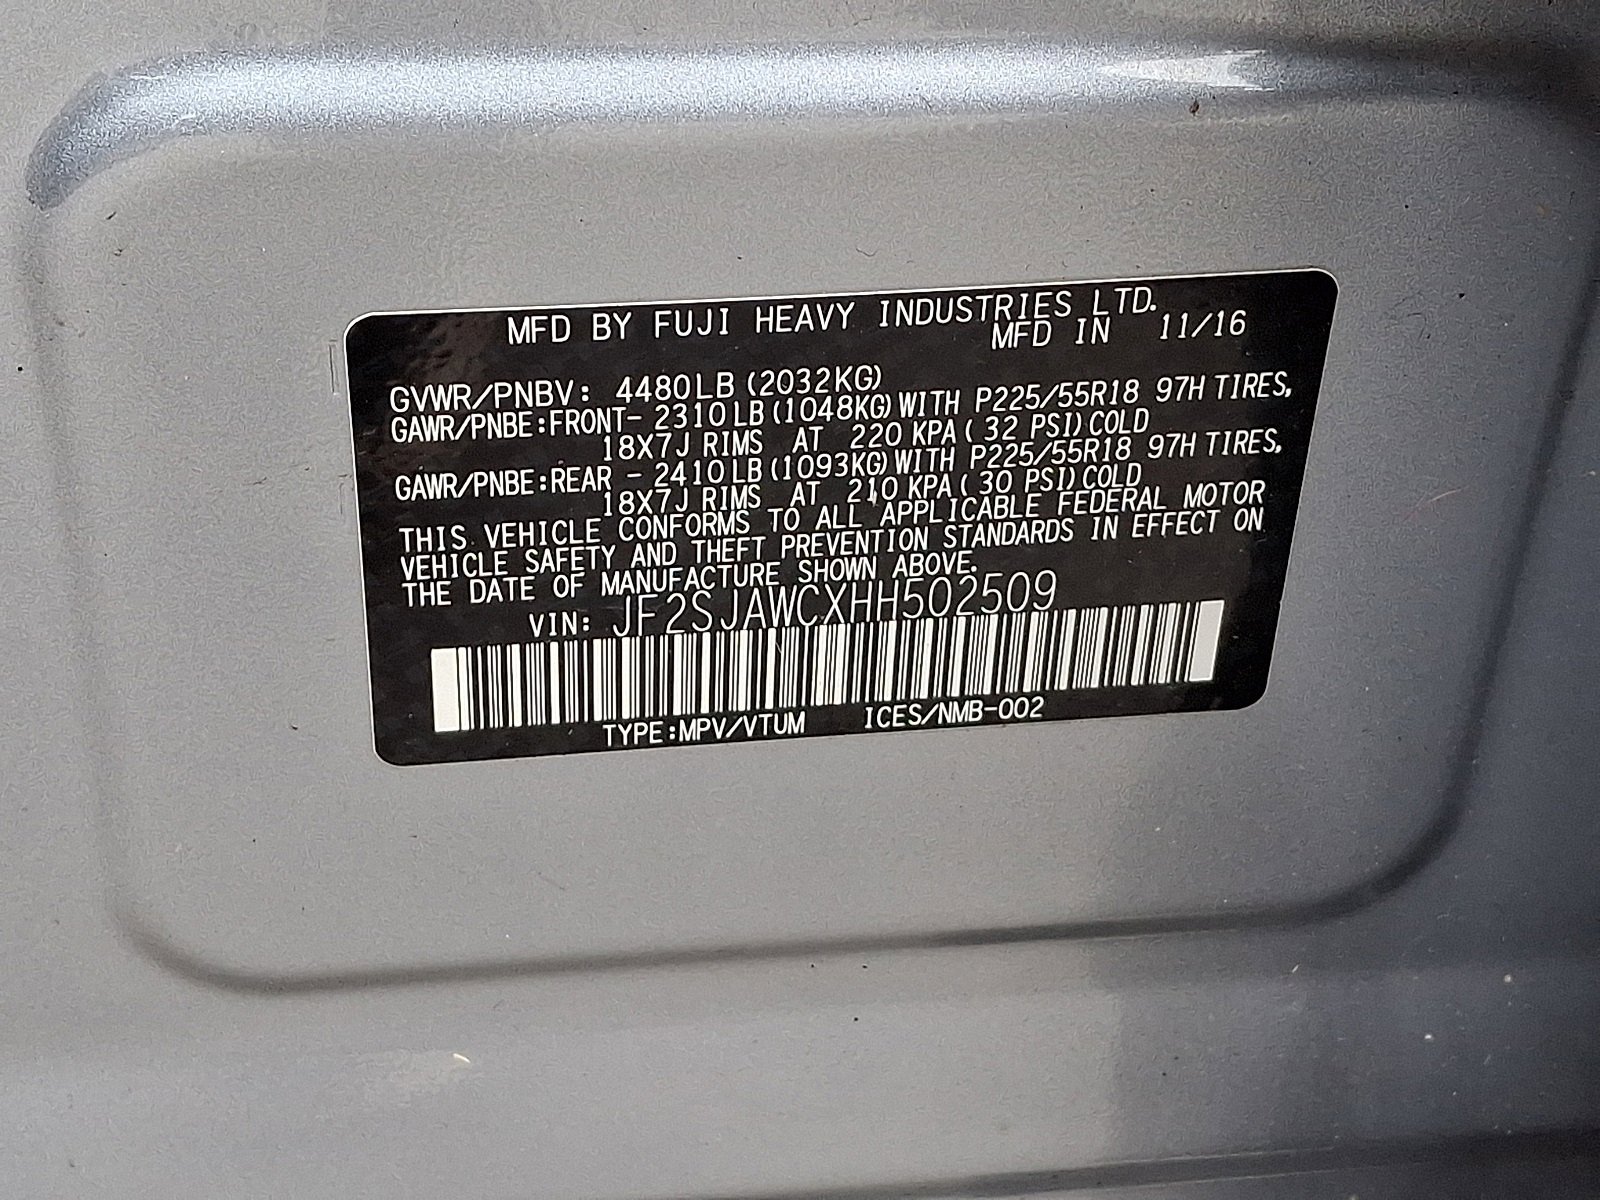 MFD BY FUJI HEAVY INDUSTRIES LTD.
MFD IN 11/16
GVWR/PNBV: 4480LB (2032KG)
GAWR/PNBE:FRONT- 2310LB (1048KG) WITH P225/55R18 97H TIRES,
18X7J RIMS AT 220 KPA ( 32 PSI) COLD
GAWR/PNBE:REAR - 2410LB (1093KG) WITH P225/55R18 97H TIRES,
18X7J RIMS AT 210 KPA ( 30 PSI) COLD
THIS VEHICLE CONFORMS TO ALL APPLICABLE FEDERAL MOTOR
VEHICLE SAFETY AND THEFT PREVENTION STANDARDS IN EFFECT ON
THE DATE OF MANUFACTURE SHOWN ABOVE.
VIN: JF2SJAWCXHH502509
TYPE:MPV/VTUM ICES/NMB-002